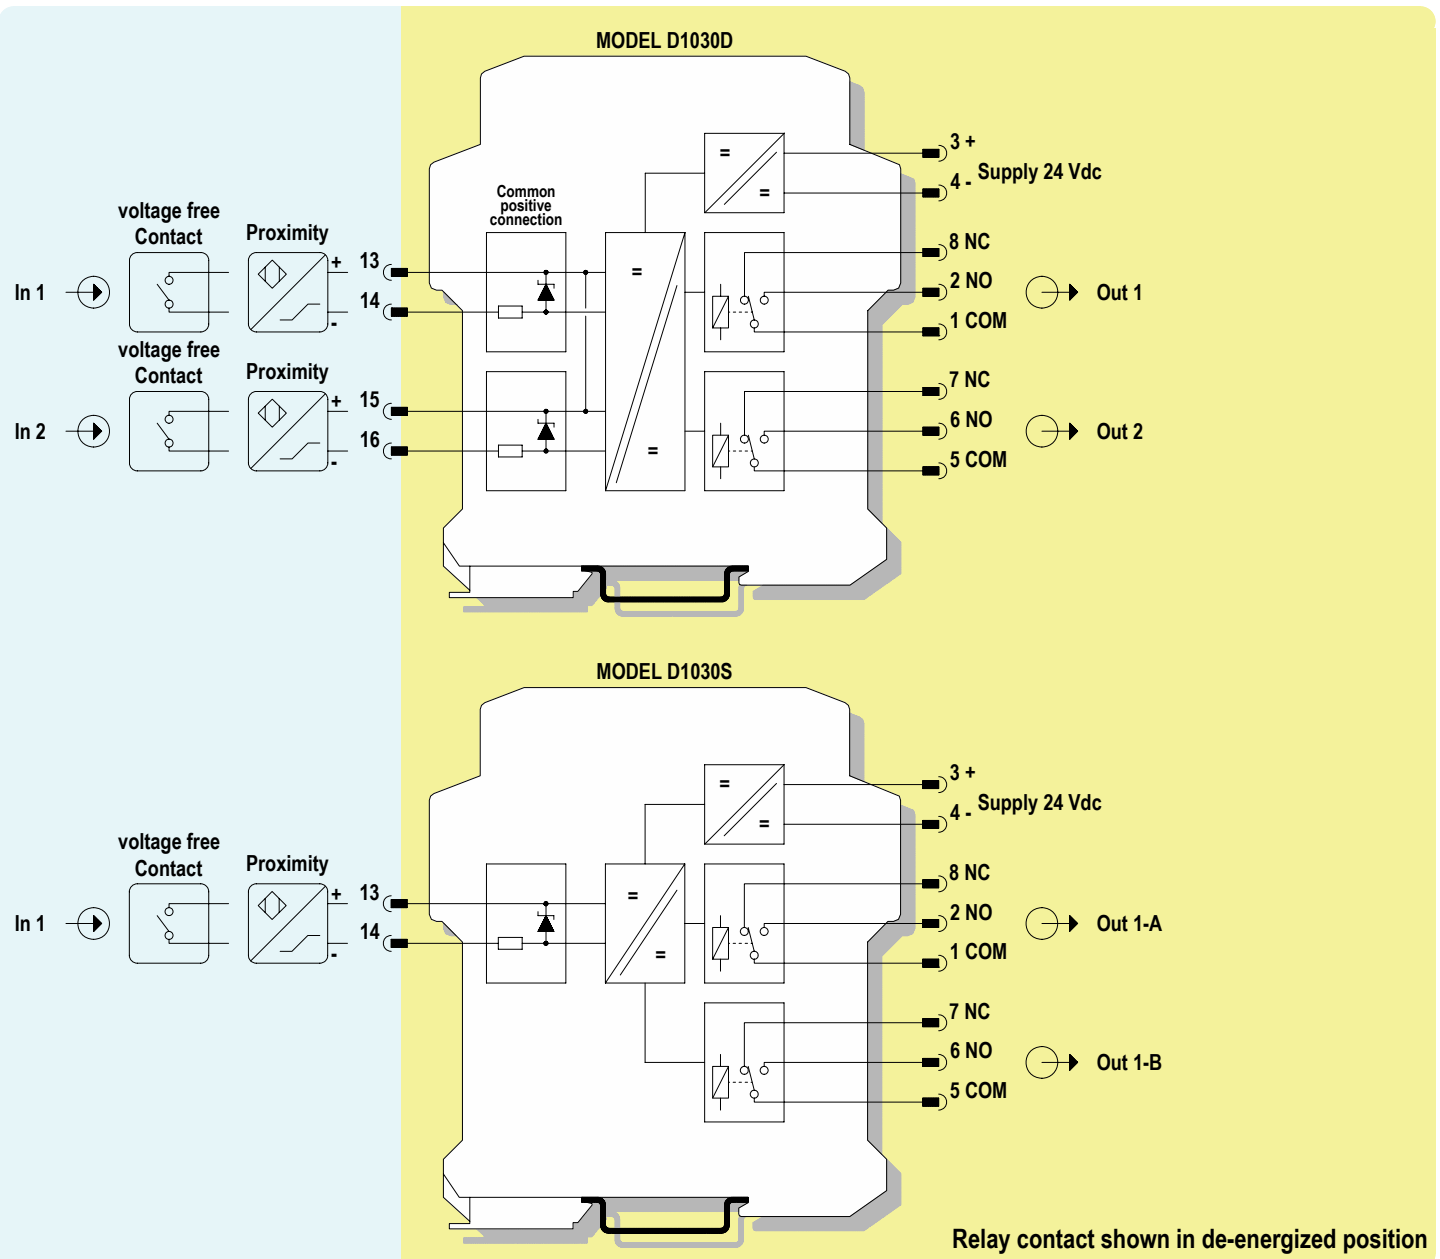 MODEL D1030D
3 +
Supply 24 Vdc
4 -
Common
positive
connection
voltage free
Contact
Proximity
+
13
8 NC
In 1
14
2 NO
Out 1
-
1 COM
voltage free
Contact
Proximity
+
15
7 NC
In 2
16
6 NO
Out 2
-
5 COM
=
=
=
=
MODEL D1030S
3 +
Supply 24 Vdc
4 -
voltage free
Contact
Proximity
+
13
8 NC
In 1
14
2 NO
Out 1-A
-
1 COM
7 NC
6 NO
Out 1-B
5 COM
=
=
=
=
Relay contact shown in de-energized position